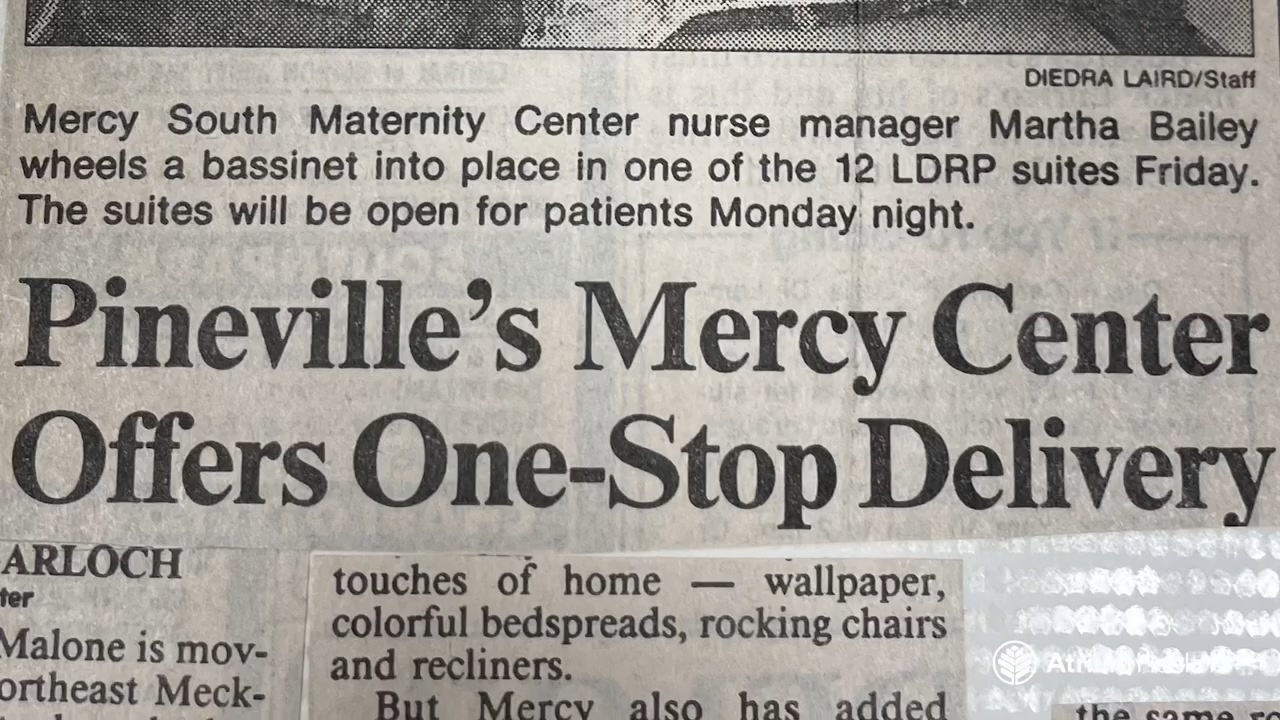 DIEDRA LAIRD/Staff
Mercy South Maternity Center nurse manager Martha Bailey
wheels a bassinet into place in one of the 12 LDRP suites Friday.
The suites will be open for patients Monday night.
Pineville's Mercy Center
Offers One-Stop Delivery
ARLOCH
ter
Malone is mov-
ortheast Meck-
touches of home — wallpaper,
colorful bedspreads, rocking chairs
and recliners.
But Mercy also has added
the same